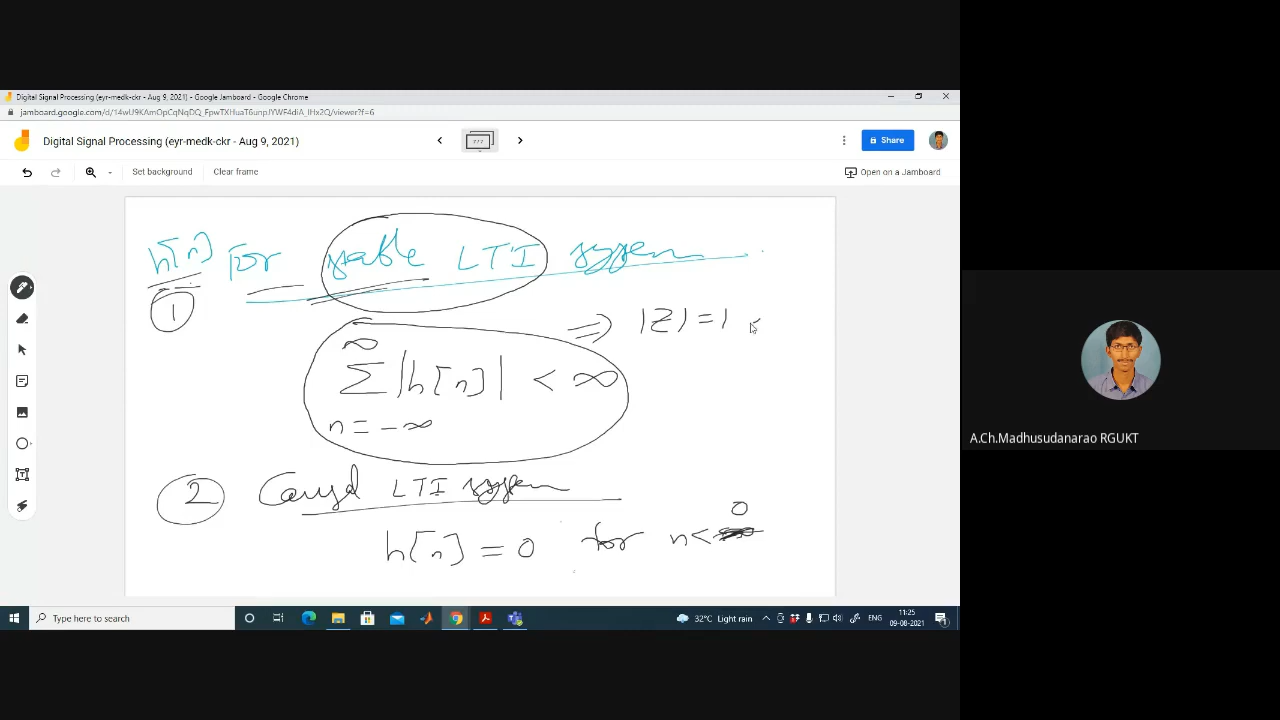 Digital Signal Processing (eyr-medk-ckr - Aug 9, 2021) - Google Jamboard - Google Chrome
Digital Signal Processing (eyr-medk-ckr - Aug 9, 2021)
Share
Set background
Clear frame
Open on a Jamboard
h[n] for stable LTI system
1
⇒ |Z| = 1
∞
Σ |h[n]| < ∞
n = -∞
2 Causal LTI system
h[n] = 0 for n < 0
A.Ch.Madhusudanarao RGUKT
Type here to search
32°C Light rain
ENG
11:25
09-08-2021